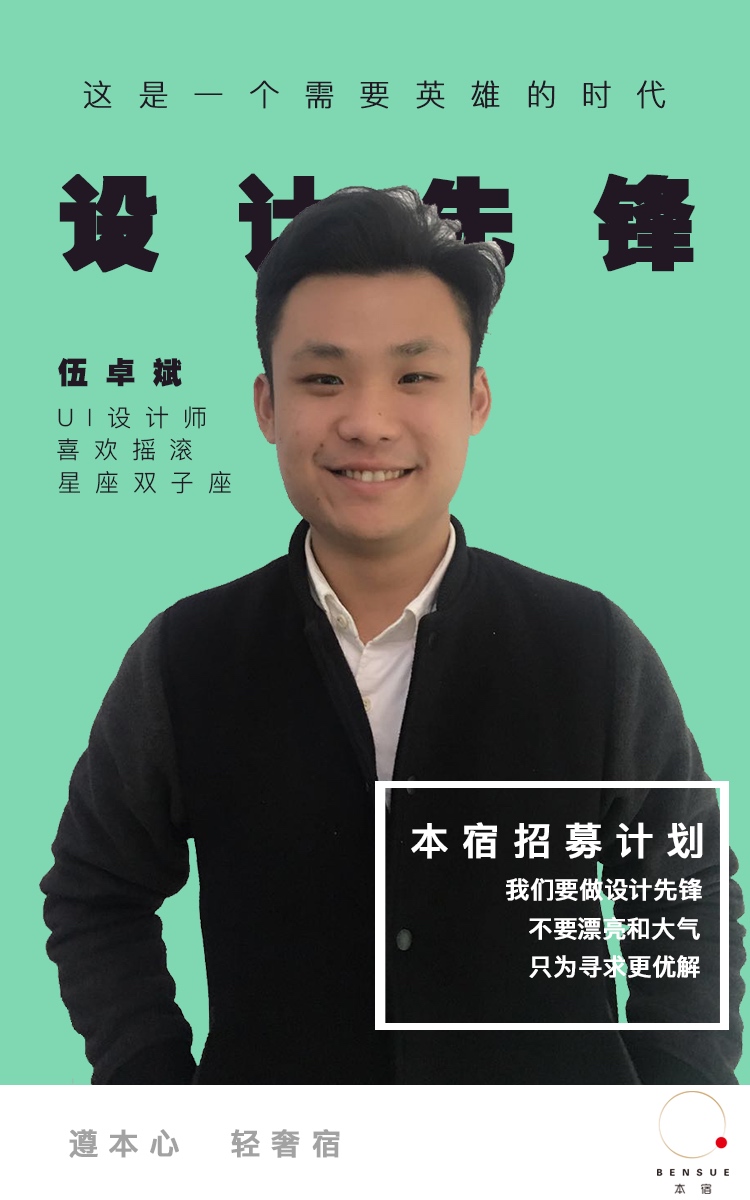 这是一个需要英雄的时代
设计先锋
伍卓斌
UI设计师
喜欢摇滚
星座双子座
本宿招募计划
我们要做设计先锋
不要漂亮和大气
只为寻求更优解
遵本心 轻奢宿
BENSUE
本宿